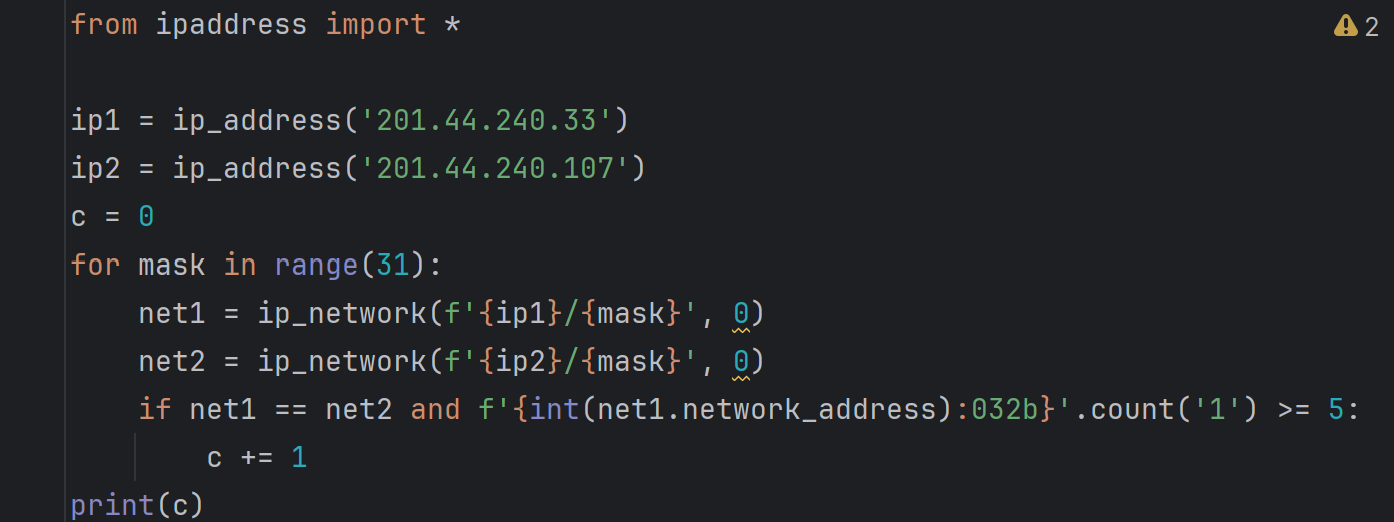 from ipaddress import *
2
ip1 = ip_address('201.44.240.33')
ip2 = ip_address('201.44.240.107')
c = 0
for mask in range(31):
    net1 = ip_network(f'{ip1}/{mask}', 0)
    net2 = ip_network(f'{ip2}/{mask}', 0)
    if net1 == net2 and f'{int(net1.network_address):032b}'.count('1') >= 5:
        c += 1
print(c)